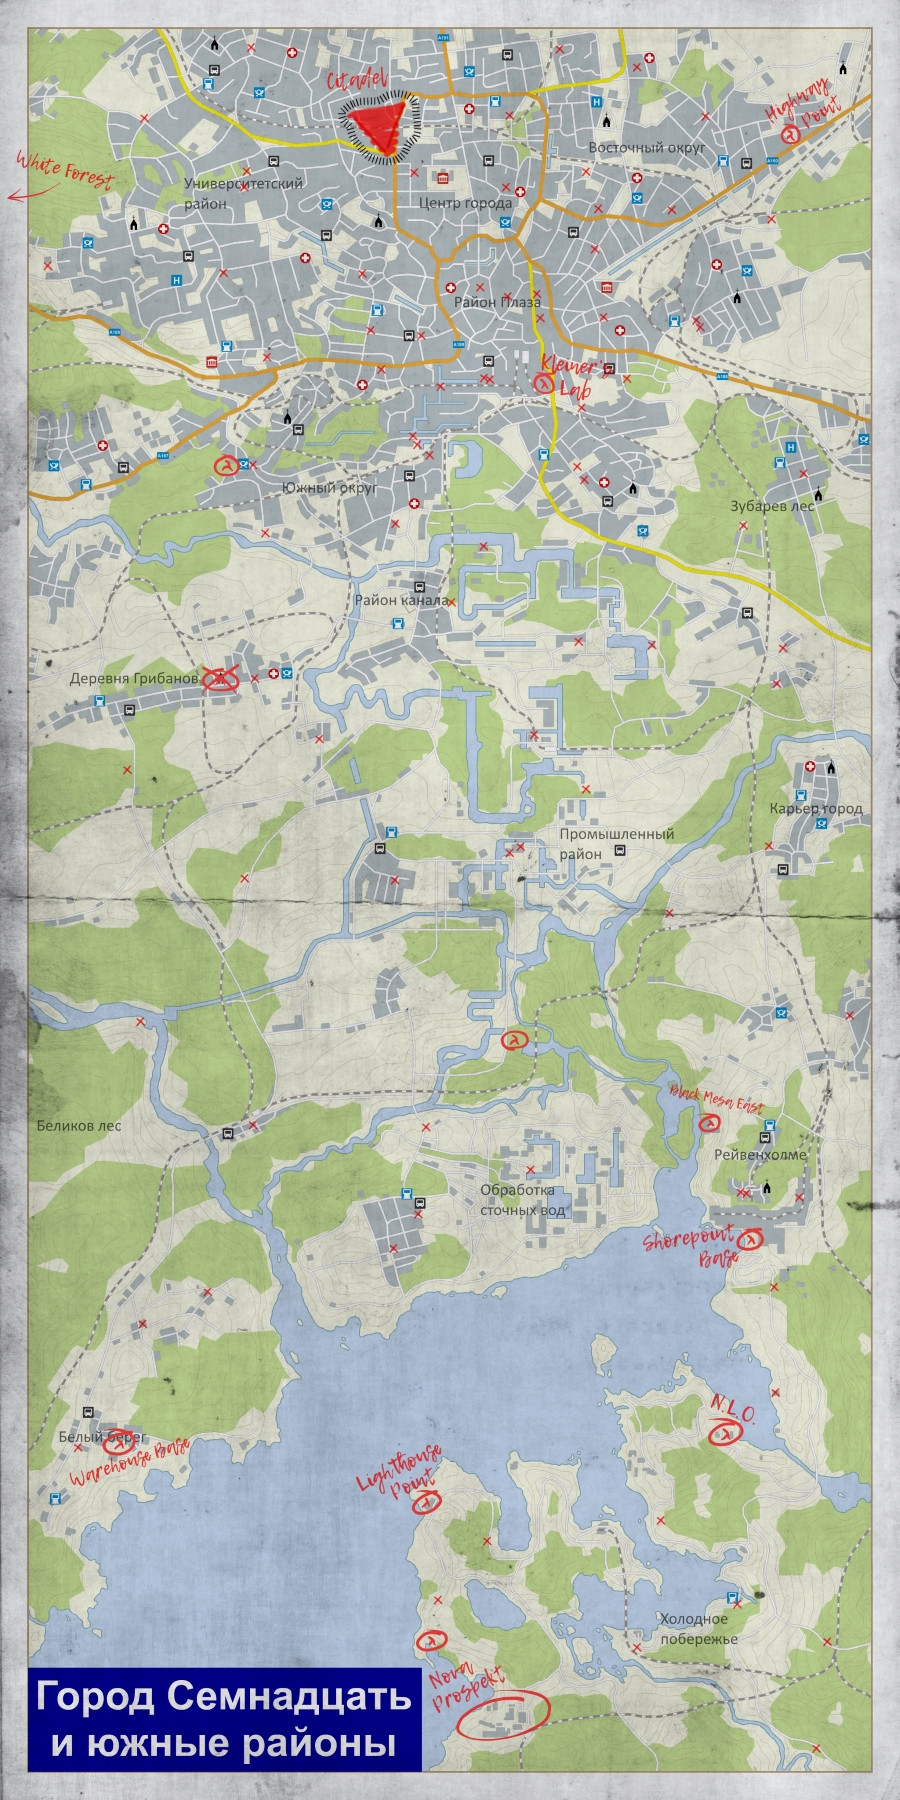 Citadel
Highway
Point
White Forest
Восточный округ
Университетский
район
Центр города
Район Плаза
Kleiner's
Lab
Южный округ
Зубарев лес
Район канала
Деревня Грибанов
Карьер город
Промышленный
район
Black Mesa East
Беликов лес
Рейвенхолме
Обработка
сточных вод
Shorepoint
Base
N.L.O.
Белый берег
Warehouse Base
Lighthouse
Point
Холодное
побережье
Nova
Prospekt
Город Семнадцать
и южные районы